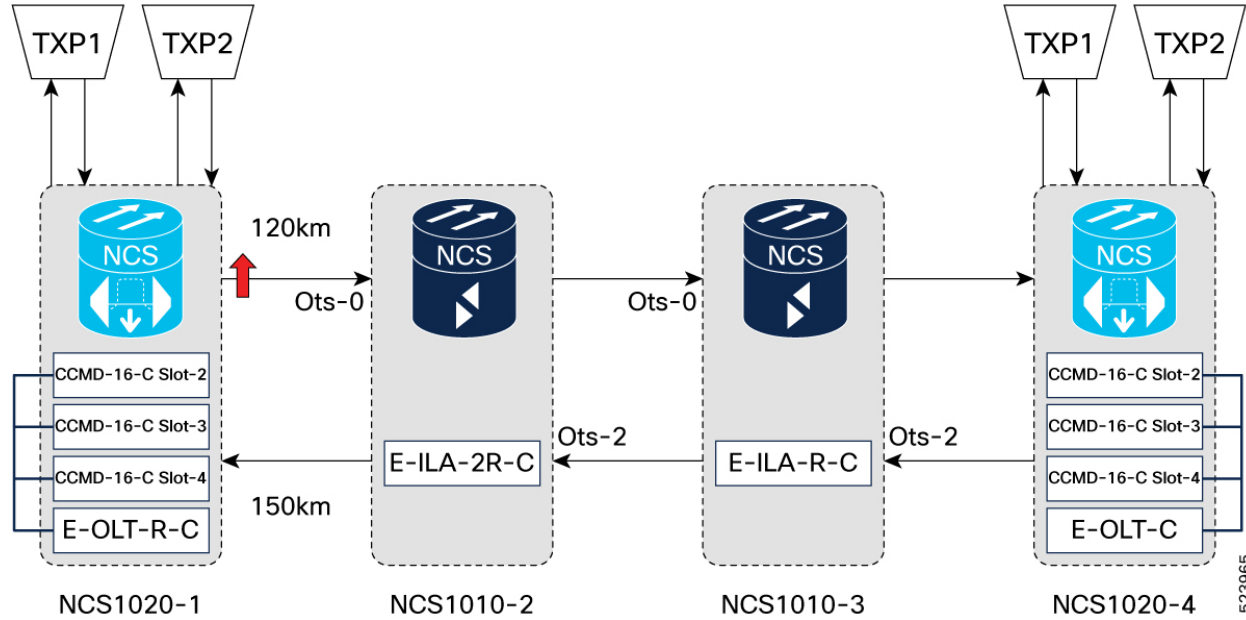 TXP1
TXP2
TXP1
TXP2
NCS
NCS
NCS
NCS
120km
Ots-0
Ots-0
CCMD-16-C Slot-2
CCMD-16-C Slot-3
CCMD-16-C Slot-4
E-OLT-R-C
150km
E-ILA-2R-C
Ots-2
E-ILA-R-C
Ots-2
CCMD-16-C Slot-2
CCMD-16-C Slot-3
CCMD-16-C Slot-4
E-OLT-C
NCS1020-1
NCS1010-2
NCS1010-3
NCS1020-4
523965